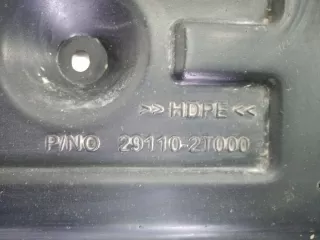 >> HDPE <<
P/NO 29110-2T000